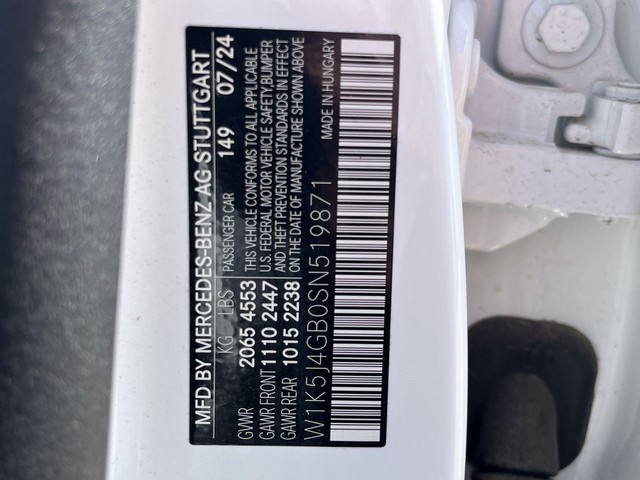 MFD BY MERCEDES-BENZ AG STUTTGART
KG LBS PASSENGER CAR 149 07/24
GVWR 2065 4553 THIS VEHICLE CONFORMS TO ALL APPLICABLE
GAWR FRONT 1110 2447 U.S. FEDERAL MOTOR VEHICLE SAFETY,BUMPER
GAWR REAR 1015 2238 AND THEFT PREVENTION STANDARDS IN EFFECT
ON THE DATE OF MANUFACTURE SHOWN ABOVE
W1K5J4GB0SN519871 MADE IN HUNGARY